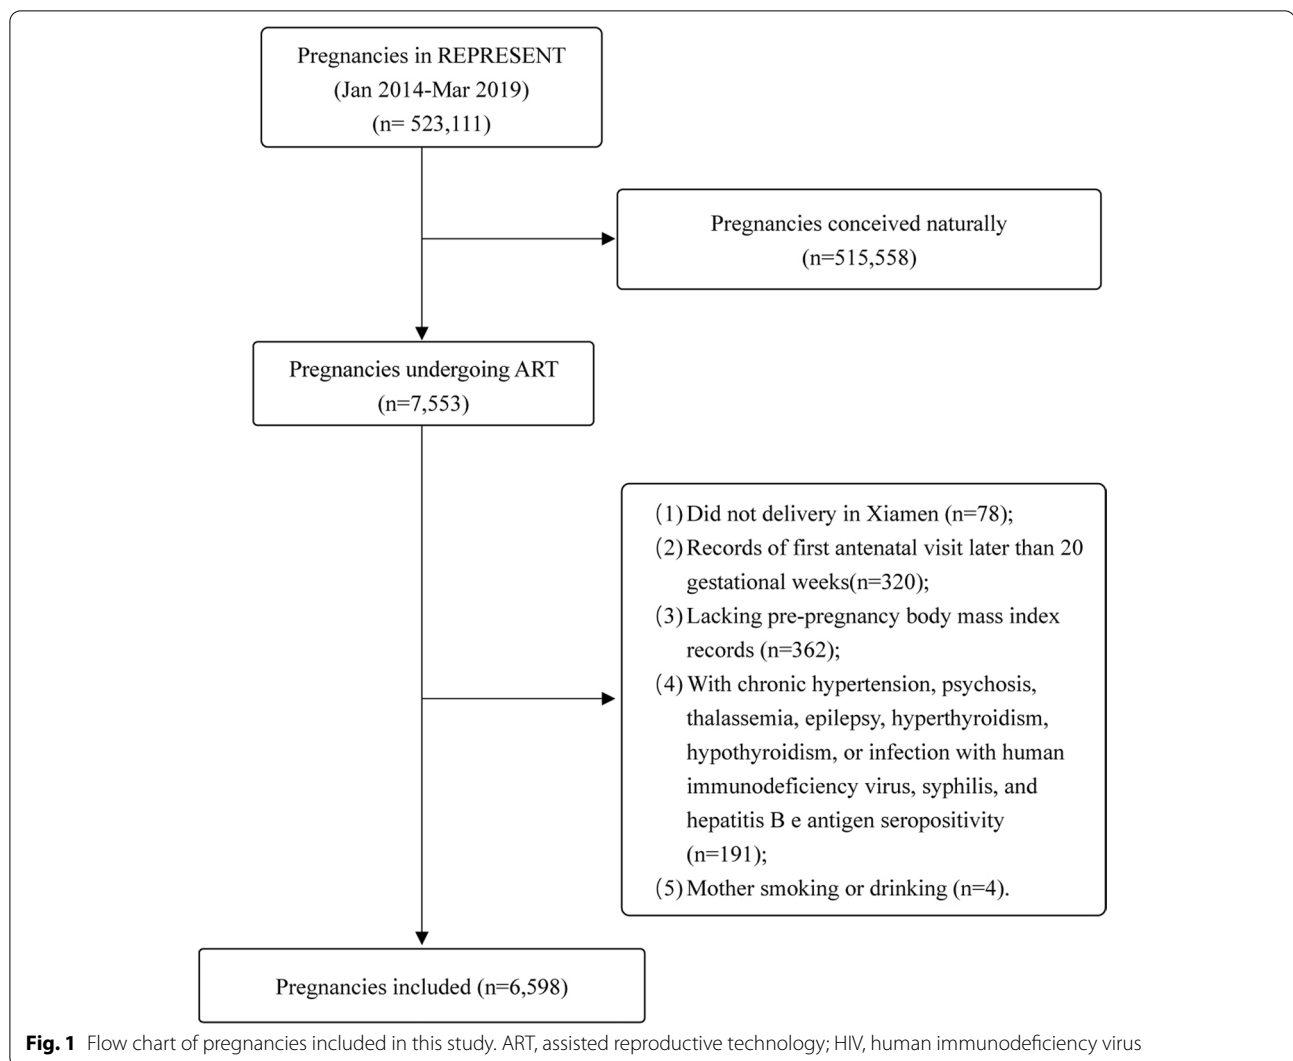 Pregnancies in REPRESENT
(Jan 2014-Mar 2019)
(n= 523,111)
Pregnancies conceived naturally
(n=515,558)
Pregnancies undergoing ART
(n=7,553)
(1) Did not delivery in Xiamen (n=78);
(2) Records of first antenatal visit later than 20
gestational weeks(n=320);
(3) Lacking pre-pregnancy body mass index
records (n=362);
(4) With chronic hypertension, psychosis,
thalassemia, epilepsy, hyperthyroidism,
hypothyroidism, or infection with human
immunodeficiency virus, syphilis, and
hepatitis B e antigen seropositivity
(n=191);
(5) Mother smoking or drinking (n=4).
Pregnancies included (n=6,598)
Fig. 1 Flow chart of pregnancies included in this study. ART, assisted reproductive technology; HIV, human immunodeficiency virus